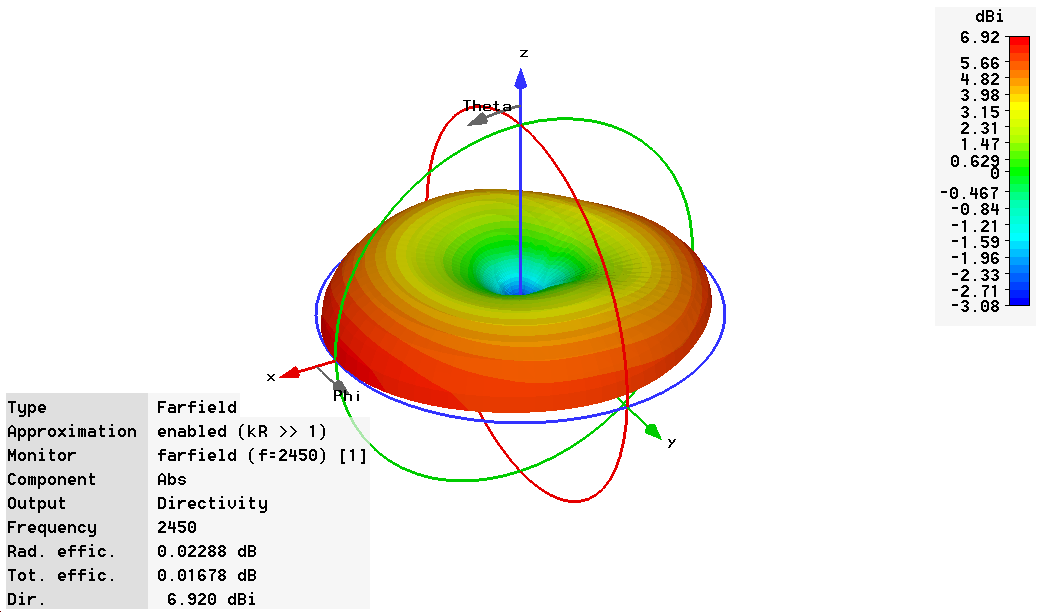 dBi
6.92
5.66
4.82
3.98
3.15
2.31
1.47
0.629
0
-0.467
-0.84
-1.21
-1.59
-1.96
-2.33
-2.71
-3.08
z
Theta
x
Phi
y
Type Farfield
Approximation enabled (kR >> 1)
Monitor farfield (f=2450) [1]
Component Abs
Output Directivity
Frequency 2450
Rad. effic. 0.02288 dB
Tot. effic. 0.01678 dB
Dir. 6.920 dBi